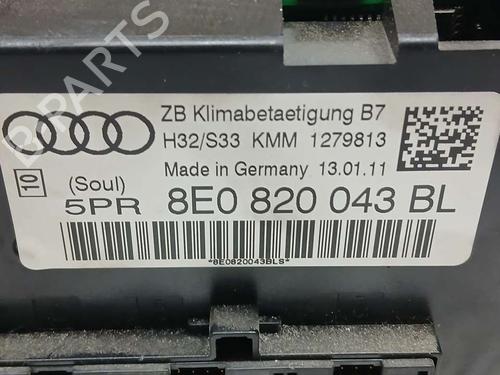 ZB Klimabetaetigung B7
H32/S33 KMM 1279813
Made in Germany 13.01.11
10
(Soul)
5PR 8E0 820 043 BL
*8E0820043BLS*